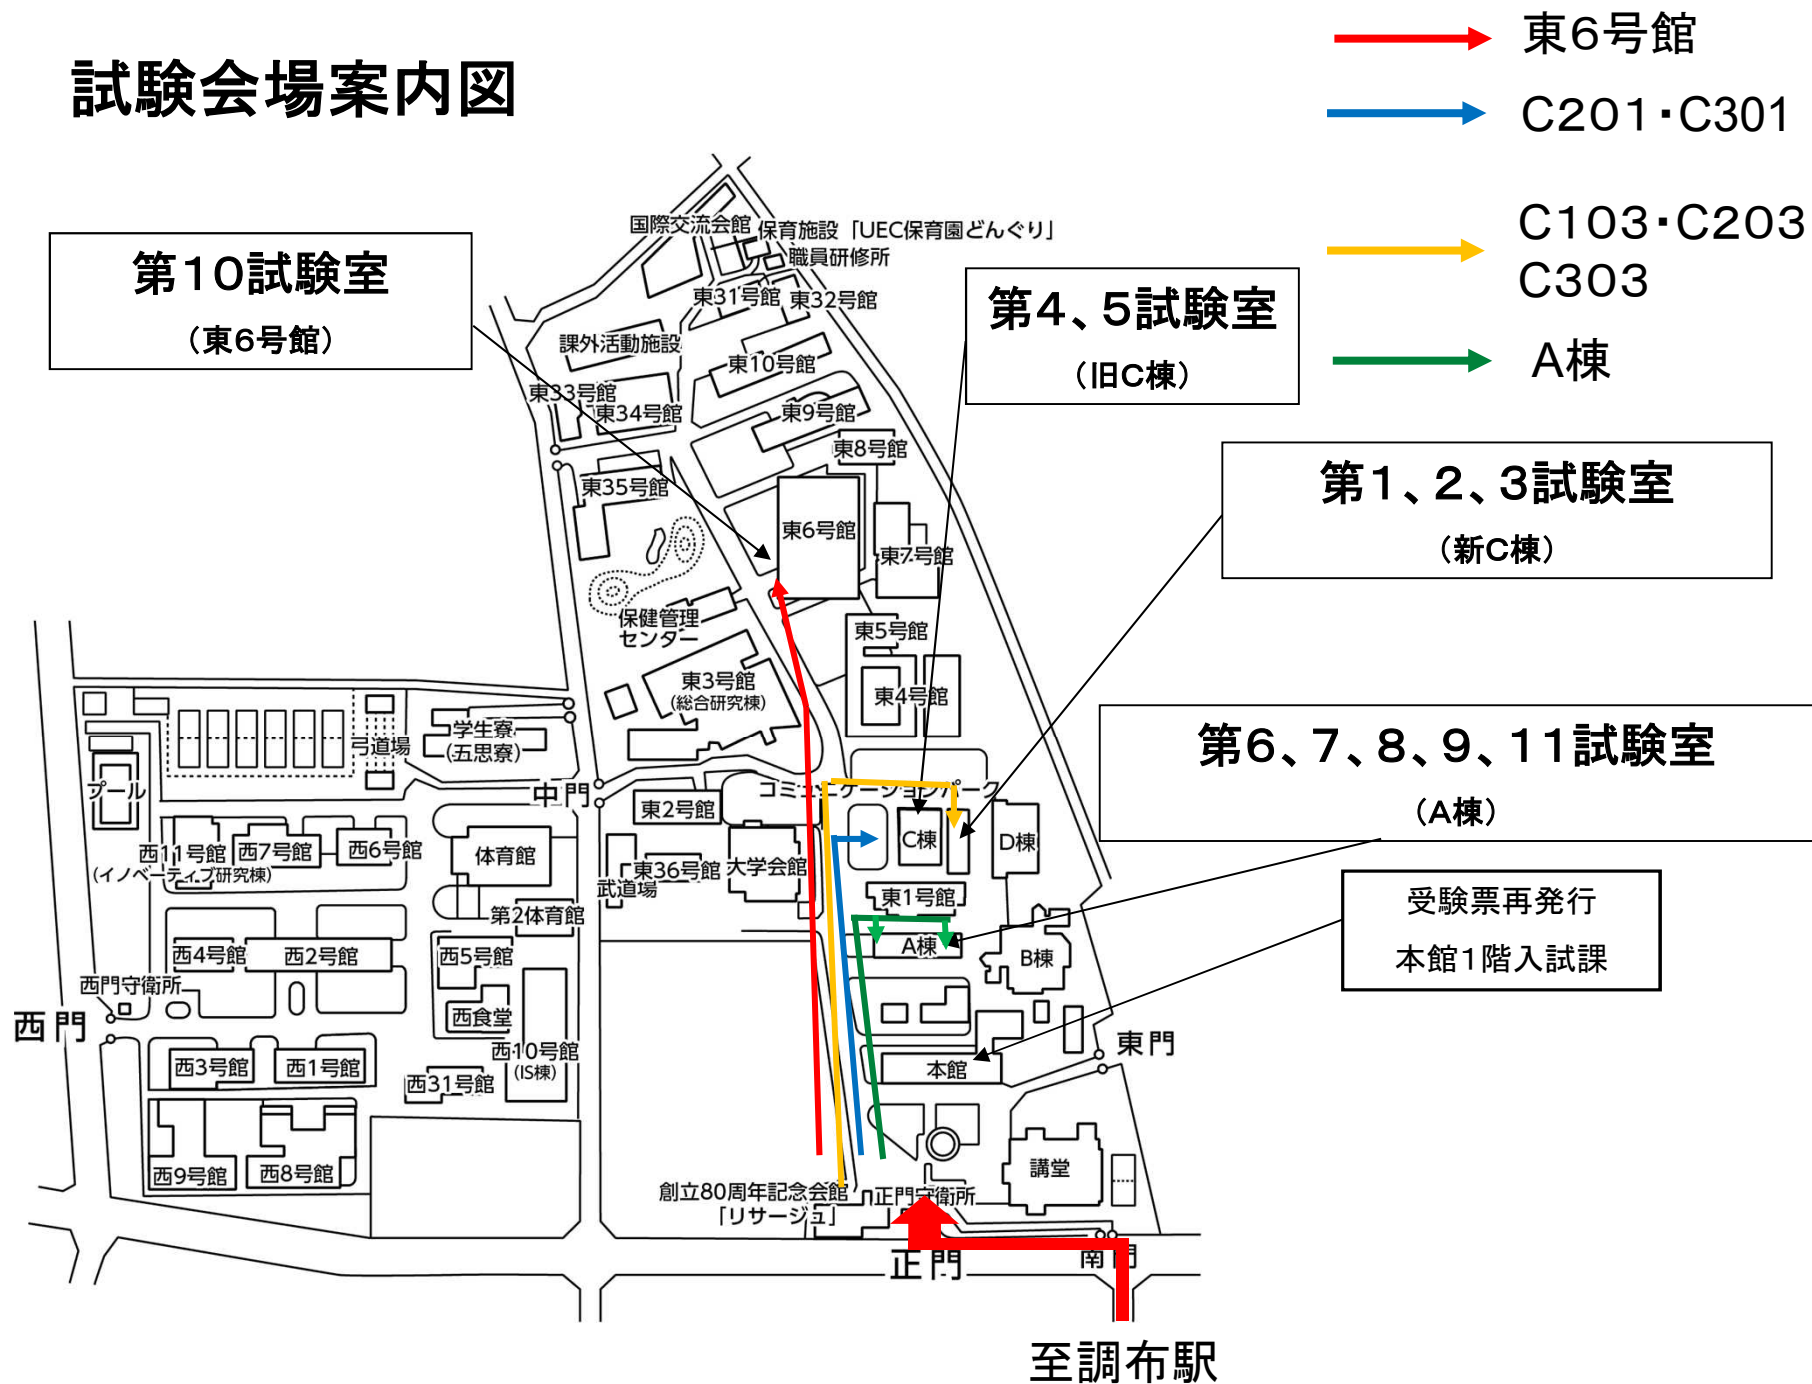 試験会場案内図
東6号館
C201・C301
C103・C203
C303
A棟
第10試験室
（東6号館）
第4、5試験室
（旧C棟）
第1、2、3試験室
（新C棟）
第6、7、8、9、11試験室
（A棟）
受験票再発行
本館1階入試課
国際交流会館
保育施設「UEC保育園どんぐり」
職員研修所
東31号館
東32号館
課外活動施設
東10号館
東33号館
東34号館
東9号館
東8号館
東35号館
東6号館
東7号館
保健管理
センター
東5号館
東3号館
(総合研究棟)
東4号館
弓道場
学生寮
(五思寮)
プール
中門
東2号館
コミュニケーションパーク
西11号館
(イノベーティブ研究棟)
西7号館
西6号館
体育館
武道場
東36号館
大学会館
C棟
D棟
東1号館
第2体育館
西4号館
西2号館
西5号館
A棟
B棟
西門守衛所
西門
西食堂
西10号館
(IS棟)
西3号館
西1号館
西31号館
本館
東門
西9号館
西8号館
講堂
創立80周年記念会館
「リサージュ」
正門守衛所
正門
南門
至調布駅